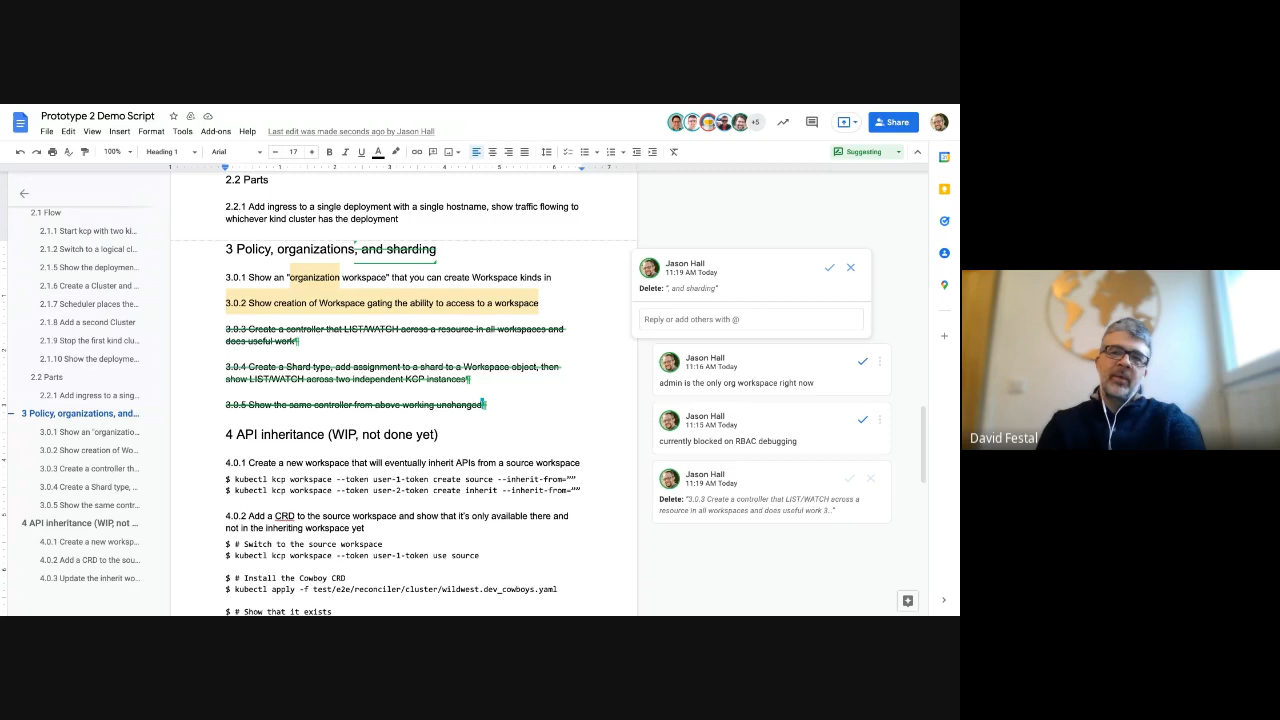 Prototype 2 Demo Script
File Edit View Insert Format Tools Add-ons Help Last edit was made seconds ago by Jason Hall
+5
Share
100% Heading 1 Arial 17
Suggesting
1 1 2 3 4 5 6 7
2.1 Flow
2.1.1 Start kcp with two ki...
2.1.2 Switch to a logical cl...
2.1.5 Show the deploymen...
2.1.6 Create a Cluster and ...
2.1.7 Scheduler places the...
2.1.8 Add a second Cluster
2.1.9 Stop the first kind clu...
2.1.10 Show the deployme...
2.2 Parts
2.2.1 Add ingress to a sing...
3 Policy, organizations, and...
3.0.1 Show an "organizatio...
3.0.2 Show creation of Wo...
3.0.3 Create a controller th...
3.0.4 Create a Shard type, ...
3.0.5 Show the same contr...
4 API inheritance (WIP, not ...
4.0.1 Create a new worksp...
4.0.2 Add a CRD to the sou...
4.0.3 Update the inherit wo...
2.2 Parts
2.2.1 Add ingress to a single deployment with a single hostname, show traffic flowing to
whichever kind cluster has the deployment
3 Policy, organizations, and sharding
3.0.1 Show an "organization workspace" that you can create Workspace kinds in
3.0.2 Show creation of Workspace gating the ability to access to a workspace
3.0.3 Create a controller that LIST/WATCH across a resource in all workspaces and
does useful work¶
3.0.4 Create a Shard type, add assignment to a shard to a Workspace object, then
show LIST/WATCH across two independent KCP instances¶
3.0.5 Show the same controller from above working unchanged¶
4 API inheritance (WIP, not done yet)
4.0.1 Create a new workspace that will eventually inherit APIs from a source workspace
$ kubectl kcp workspace --token user-1-token create source --inherit-from=""
$ kubectl kcp workspace --token user-2-token create inherit --inherit-from=""
4.0.2 Add a CRD to the source workspace and show that it's only available there and
not in the inheriting workspace yet
$ # Switch to the source workspace
$ kubectl kcp workspace --token user-1-token use source
$ # Install the Cowboy CRD
$ kubectl apply -f test/e2e/reconciler/cluster/wildwest.dev_cowboys.yaml
$ # Show that it exists
Jason Hall
11:19 AM Today
Delete: ", and sharding"
Reply or add others with @
Jason Hall
11:16 AM Today
admin is the only org workspace right now
Jason Hall
11:15 AM Today
currently blocked on RBAC debugging
Jason Hall
11:19 AM Today
Delete: "3.0.3 Create a controller that LIST/WATCH across a
resource in all workspaces and does useful work 3..."
David Festal